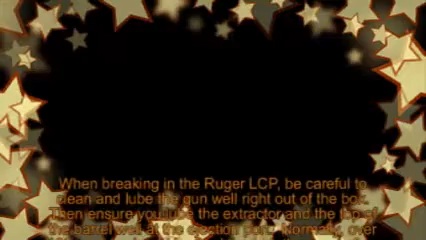 When breaking in the Ruger LCP, be careful to
clean and lube the gun well right out of the box.
Then ensure you lube the extractor and the top of
the barrel well at the ejection port. Normally, over